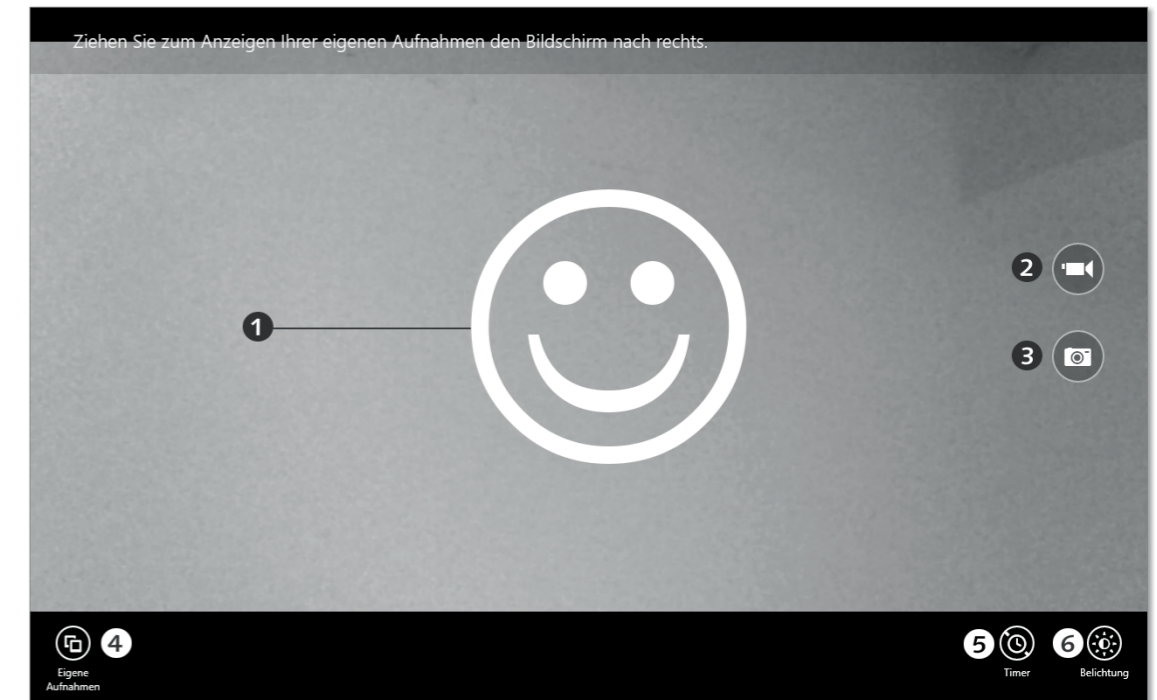 Ziehen Sie zum Anzeigen Ihrer eigenen Aufnahmen den Bildschirm nach rechts.
1
2
3
4
5
6
Eigene
Aufnahmen
Timer
Belichtung